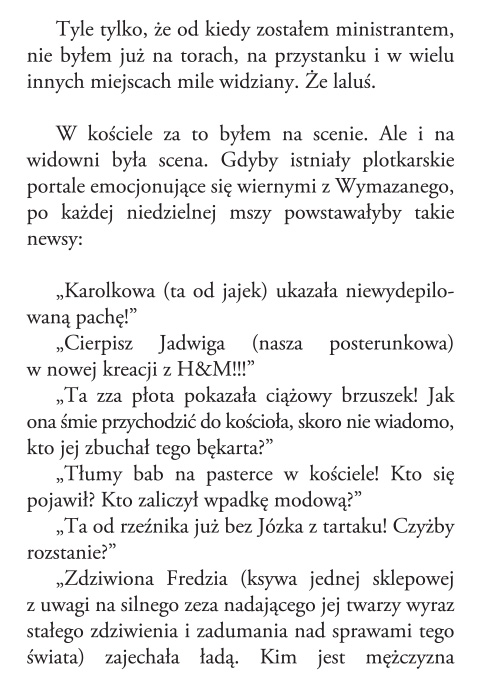 Tyle tylko, że od kiedy zostałem ministrantem,
nie byłem już na torach, na przystanku i w wielu
innych miejscach mile widziany. Że laluś.
W kościele za to byłem na scenie. Ale i na
widowni była scena. Gdyby istniały plotkarskie
portale emocjonujące się wiernymi z Wymazanego,
po każdej niedzielnej mszy powstawałyby takie
newsy:
„Karolkowa (ta od jajek) ukazała niewydepilo-
waną pachę!”
„Cierpisz Jadwiga (nasza posterunkowa)
w nowej kreacji z H&M!!!”
„Ta zza płota pokazała ciążowy brzuszek! Jak
ona śmie przychodzić do kościoła, skoro nie wiadomo,
kto jej zbuchał tego bękarta?”
„Tłumy bab na pasterce w kościele! Kto się
pojawił? Kto zaliczył wpadkę modową?”
„Ta od rzeźnika już bez Józka z tartaku! Czyżby
rozstanie?”
„Zdziwiona Fredzia (ksywa jednej sklepowej
z uwagi na silnego zeza nadającego jej twarzy wyraz
stałego zdziwienia i zadumania nad sprawami tego
świata) zajechała ładą. Kim jest mężczyzna